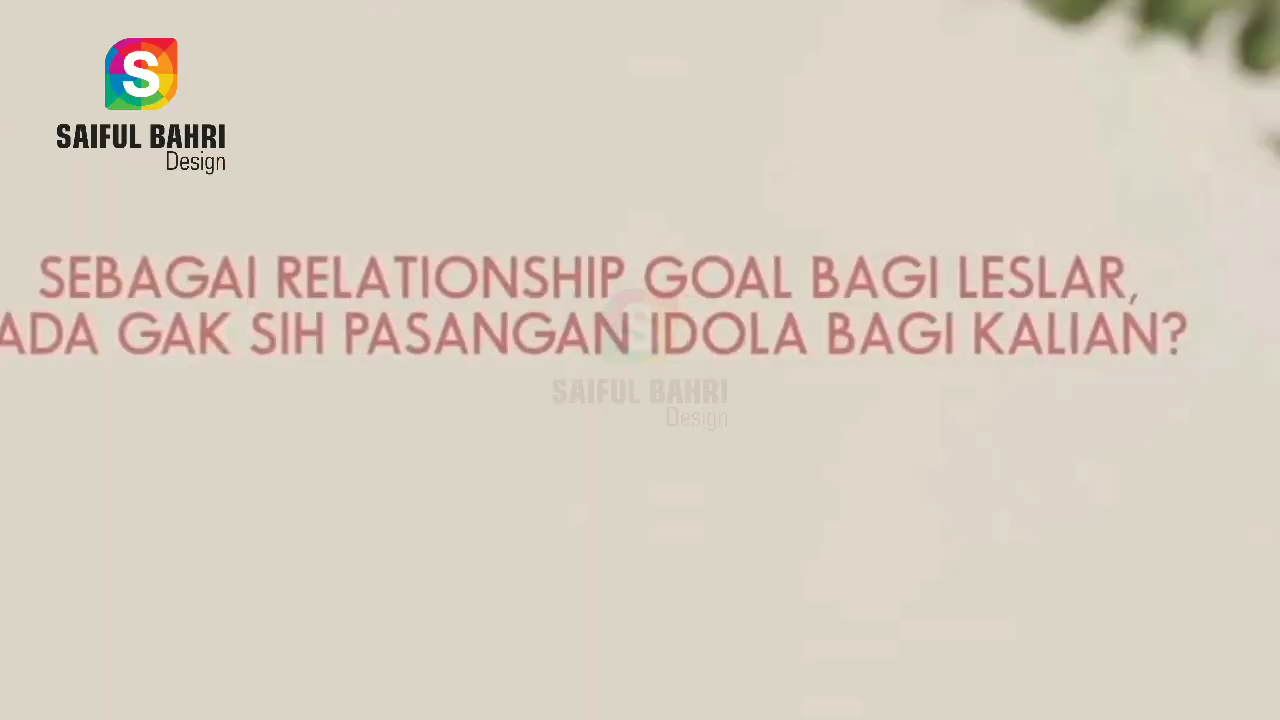 S
SAIFUL BAHRI
Design
SEBAGAI RELATIONSHIP GOAL BAGI LESLAR,
ADA GAK SIH PASANGAN IDOLA BAGI KALIAN?
SAIFUL BAHRI
Design